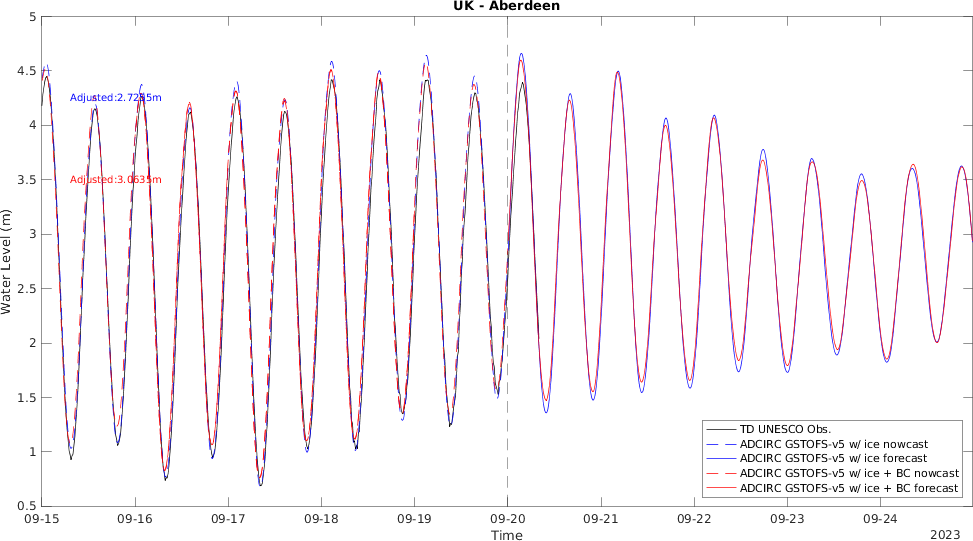 UK - Aberdeen
5
4.5
4
3.5
3
2.5
2
1.5
1
0.5
Water Level (m)
Adjusted:3.0635m
TD UNESCO Obs.
ADCIRC GSTOFS-v5 w/ ice nowcast
ADCIRC GSTOFS-v5 w/ ice forecast
ADCIRC GSTOFS-v5 w/ ice + BC nowcast
ADCIRC GSTOFS-v5 w/ ice + BC forecast
09-15 09-16 09-17 09-18 09-19 09-20 09-21 09-22 09-23 09-24
Time
2023